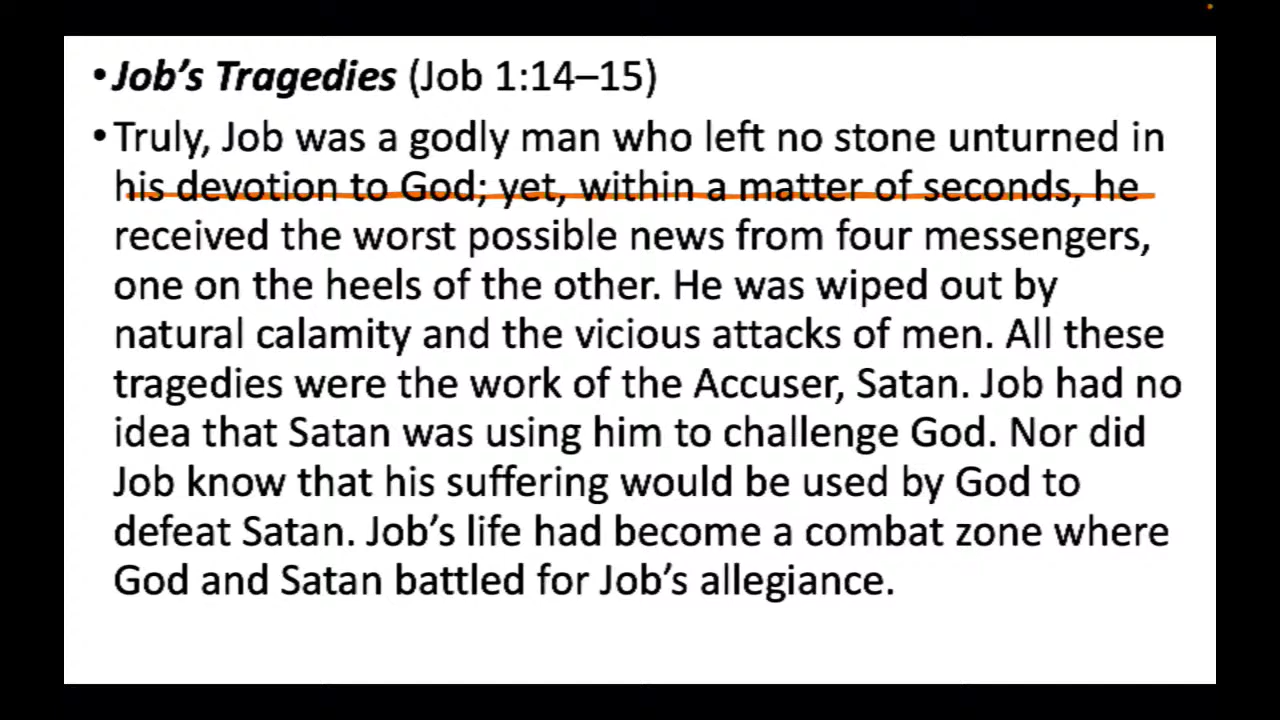 • Job’s Tragedies (Job 1:14–15)
• Truly, Job was a godly man who left no stone unturned in
his devotion to God; yet, within a matter of seconds, he
received the worst possible news from four messengers,
one on the heels of the other. He was wiped out by
natural calamity and the vicious attacks of men. All these
tragedies were the work of the Accuser, Satan. Job had no
idea that Satan was using him to challenge God. Nor did
Job know that his suffering would be used by God to
defeat Satan. Job’s life had become a combat zone where
God and Satan battled for Job’s allegiance.